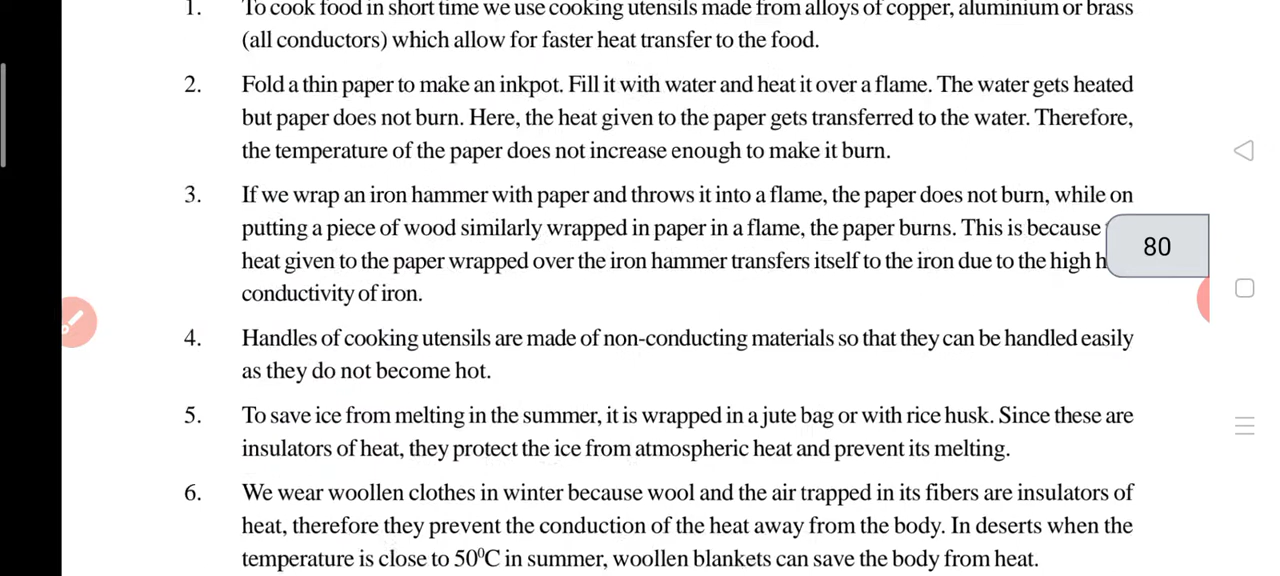 1. To cook food in short time we use cooking utensils made from alloys of copper, aluminium or brass
(all conductors) which allow for faster heat transfer to the food.
2. Fold a thin paper to make an inkpot. Fill it with water and heat it over a flame. The water gets heated
but paper does not burn. Here, the heat given to the paper gets transferred to the water. Therefore,
the temperature of the paper does not increase enough to make it burn.
3. If we wrap an iron hammer with paper and throws it into a flame, the paper does not burn, while on
putting a piece of wood similarly wrapped in paper in a flame, the paper burns. This is because
heat given to the paper wrapped over the iron hammer transfers itself to the iron due to the high
conductivity of iron.
80
4. Handles of cooking utensils are made of non-conducting materials so that they can be handled easily
as they do not become hot.
5. To save ice from melting in the summer, it is wrapped in a jute bag or with rice husk. Since these are
insulators of heat, they protect the ice from atmospheric heat and prevent its melting.
6. We wear woollen clothes in winter because wool and the air trapped in its fibers are insulators of
heat, therefore they prevent the conduction of the heat away from the body. In deserts when the
temperature is close to 50⁰C in summer, woollen blankets can save the body from heat.